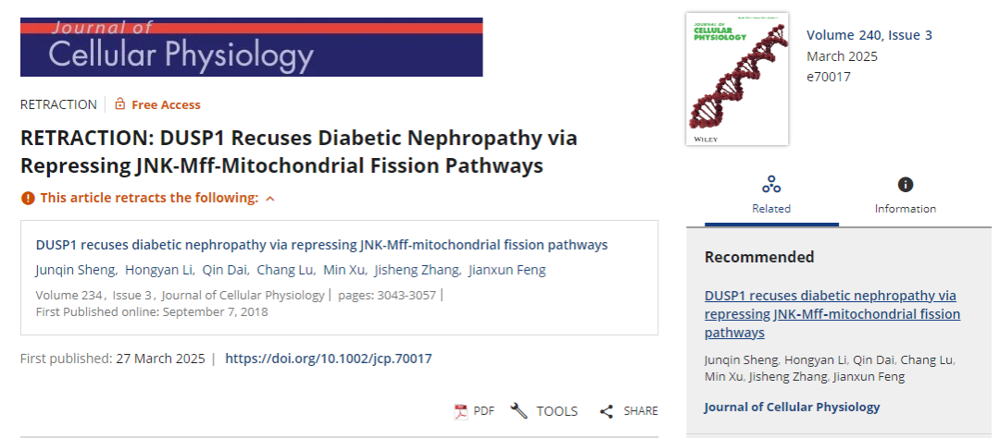 Journal of
Cellular Physiology
RETRACTION | Free Access
RETRACTION: DUSP1 Recuses Diabetic Nephropathy via
Repressing JNK-Mff-Mitochondrial Fission Pathways
This article retracts the following:
DUSP1 recuses diabetic nephropathy via repressing JNK-Mff-mitochondrial fission pathways
Junqin Sheng, Hongyan Li, Qin Dai, Chang Lu, Min Xu, Jisheng Zhang, Jianxun Feng
Volume 234, Issue 3, Journal of Cellular Physiology | pages: 3043-3057 |
First Published online: September 7, 2018
First published: 27 March 2025 | https://doi.org/10.1002/jcp.70017
PDF TOOLS SHARE
JOURNAL OF
CELLULAR
PHYSIOLOGY
WILEY
Volume 240, Issue 3
March 2025
e70017
Related
Information
Recommended
DUSP1 recuses diabetic nephropathy via
repressing JNK-Mff-mitochondrial fission
pathways
Junqin Sheng, Hongyan Li, Qin Dai, Chang Lu,
Min Xu, Jisheng Zhang, Jianxun Feng
Journal of Cellular Physiology